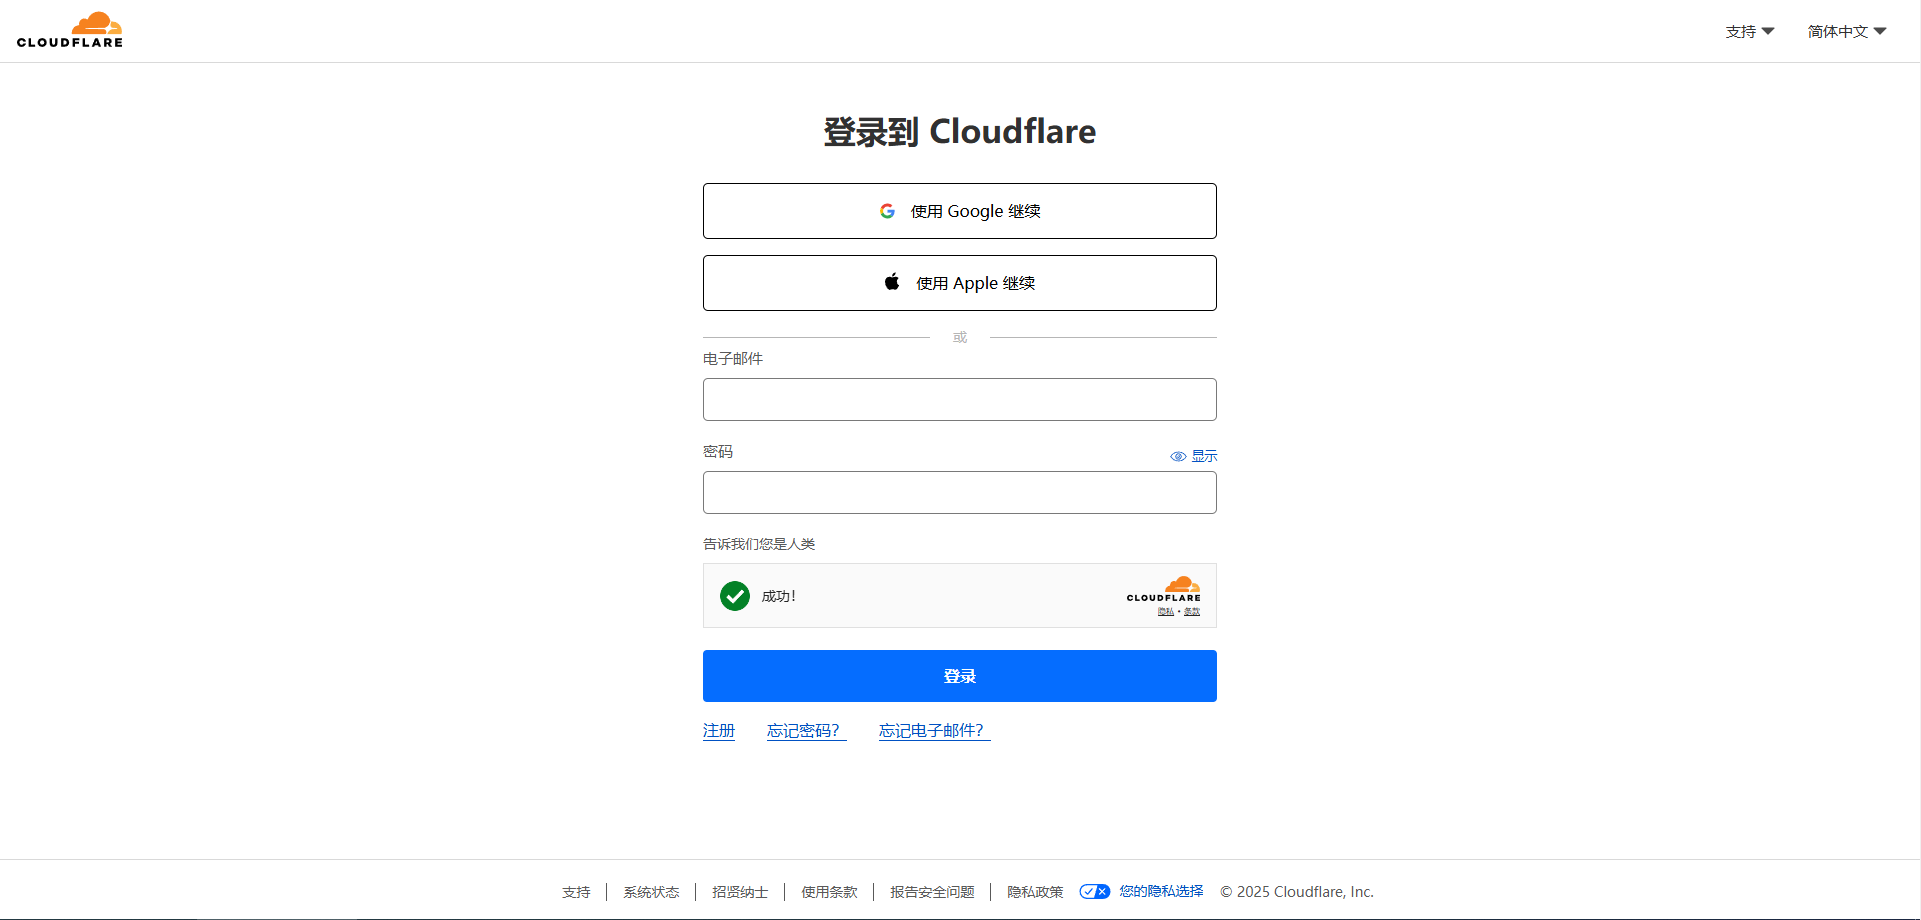 CLOUDFLARE
支持 简体中文
登录到 Cloudflare
使用 Google 继续
使用 Apple 继续
或
电子邮件
密码
显示
告诉我们您是人类
成功！
CLOUDFLARE
隐私 • 条款
登录
注册 忘记密码？ 忘记电子邮件？
支持 系统状态 招贤纳士 使用条款 报告安全问题 隐私政策 您的隐私选择 © 2025 Cloudflare, Inc.